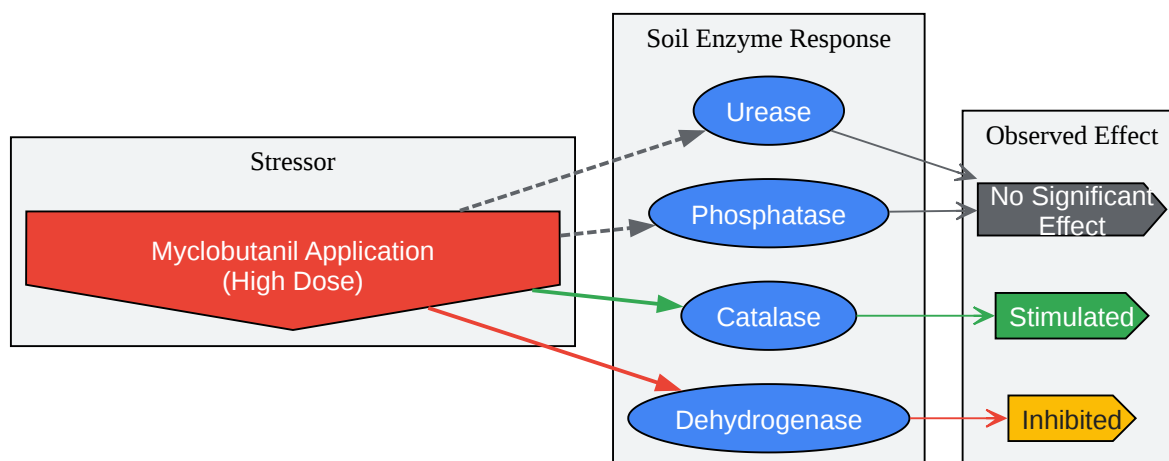 Stressor
Myclobutanil Application
(High Dose)
Soil Enzyme Response
Urease
Phosphatase
Catalase
Dehydrogenase
Observed Effect
No Significant
Effect
Stimulated
Inhibited